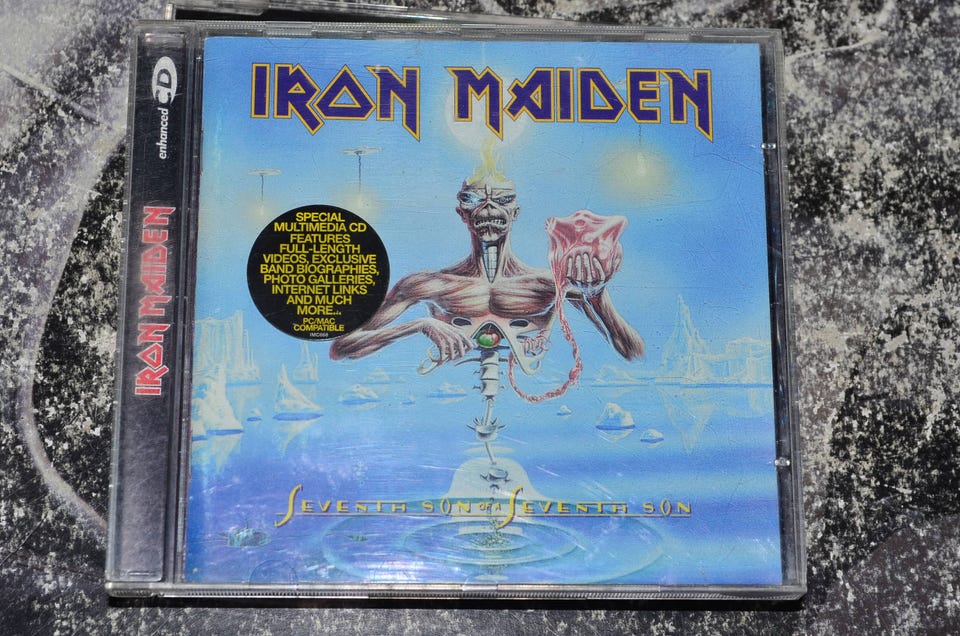 IRON MAIDEN
enhanced CD
IRON MAIDEN
SPECIAL
MULTIMEDIA CD
FEATURES
FULL-LENGTH
VIDEOS, EXCLUSIVE
BAND BIOGRAPHIES,
PHOTO GALLERIES,
INTERNET LINKS
AND MUCH
MORE...
PC/MAC
COMPATIBLE
IMC668
SEVENTH SON OF A SEVENTH SON